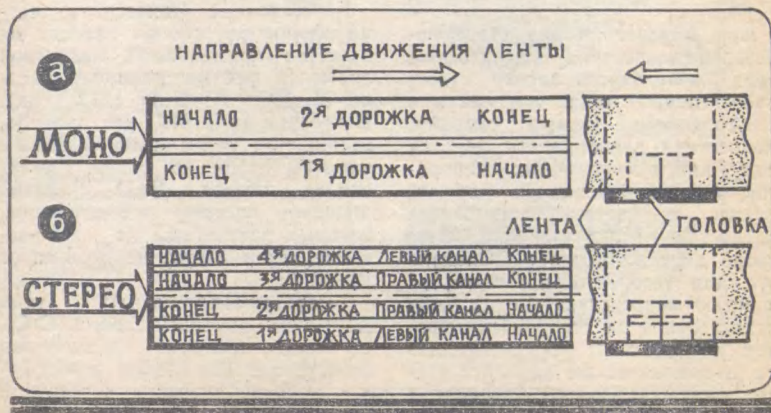 а
НАПРАВЛЕНИЕ ДВИЖЕНИЯ ЛЕНТЫ
МОНО
НАЧАЛО 2Я ДОРОЖКА КОНЕЦ
КОНЕЦ 1Я ДОРОЖКА НАЧАЛО
ЛЕНТА ГОЛОВКА
б
СТЕРЕО
НАЧАЛО 4Я ДОРОЖКА ЛЕВЫЙ КАНАЛ КОНЕЦ
НАЧАЛО 3Я ДОРОЖКА ПРАВЫЙ КАНАЛ КОНЕЦ
КОНЕЦ 2Я ДОРОЖКА ПРАВЫЙ КАНАЛ НАЧАЛО
КОНЕЦ 1Я ДОРОЖКА ЛЕВЫЙ КАНАЛ НАЧАЛО